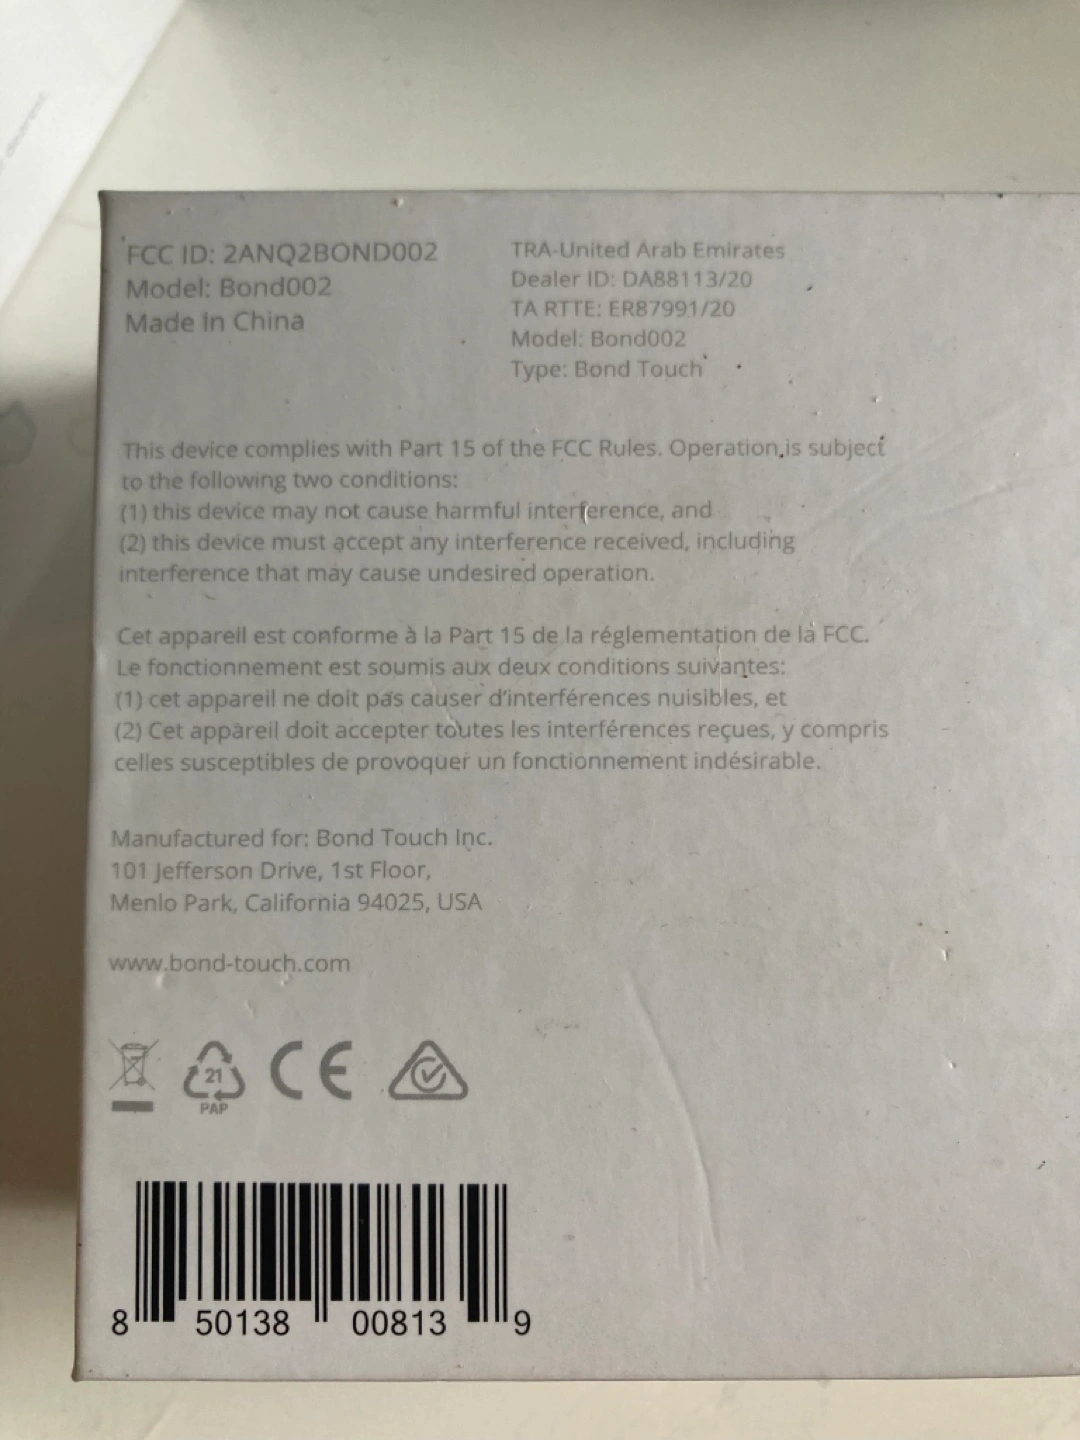 FCC ID: 2ANQ2BOND002
Model: Bond002
Made in China
TRA-United Arab Emirates
Dealer ID: DA88113/20
TA RTTE: ER87991/20
Model: Bond002
Type: Bond Touch
This device complies with Part 15 of the FCC Rules. Operation is subject
to the following two conditions:
(1) this device may not cause harmful interference, and
(2) this device must accept any interference received, including
interference that may cause undesired operation.
Cet appareil est conforme à la Part 15 de la réglementation de la FCC.
Le fonctionnement est soumis aux deux conditions suivantes:
(1) cet appareil ne doit pas causer d'interférences nuisibles, et
(2) Cet appareil doit accepter toutes les interférences reçues, y compris
celles susceptibles de provoquer un fonctionnement indésirable.
Manufactured for: Bond Touch Inc.
101 Jefferson Drive, 1st Floor,
Menlo Park, California 94025, USA
www.bond-touch.com
21
PAP
CE
8 50138 00813 9